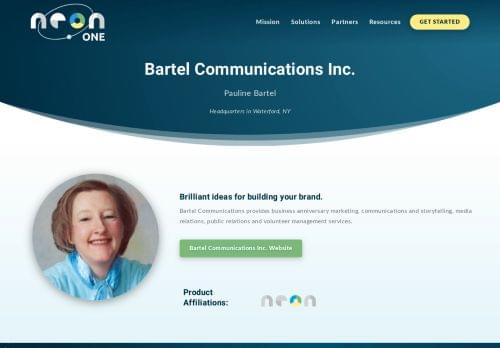 neon
ONE
Mission Solutions Partners Resources GET STARTED
Bartel Communications Inc.
Pauline Bartel
Headquarters in Waterford, NY
Brilliant ideas for building your brand.
Bartel Communications provides business anniversary marketing, communications and storytelling, media
relations, public relations and volunteer management services.
Bartel Communications Inc. Website
Product
Affiliations:
neon